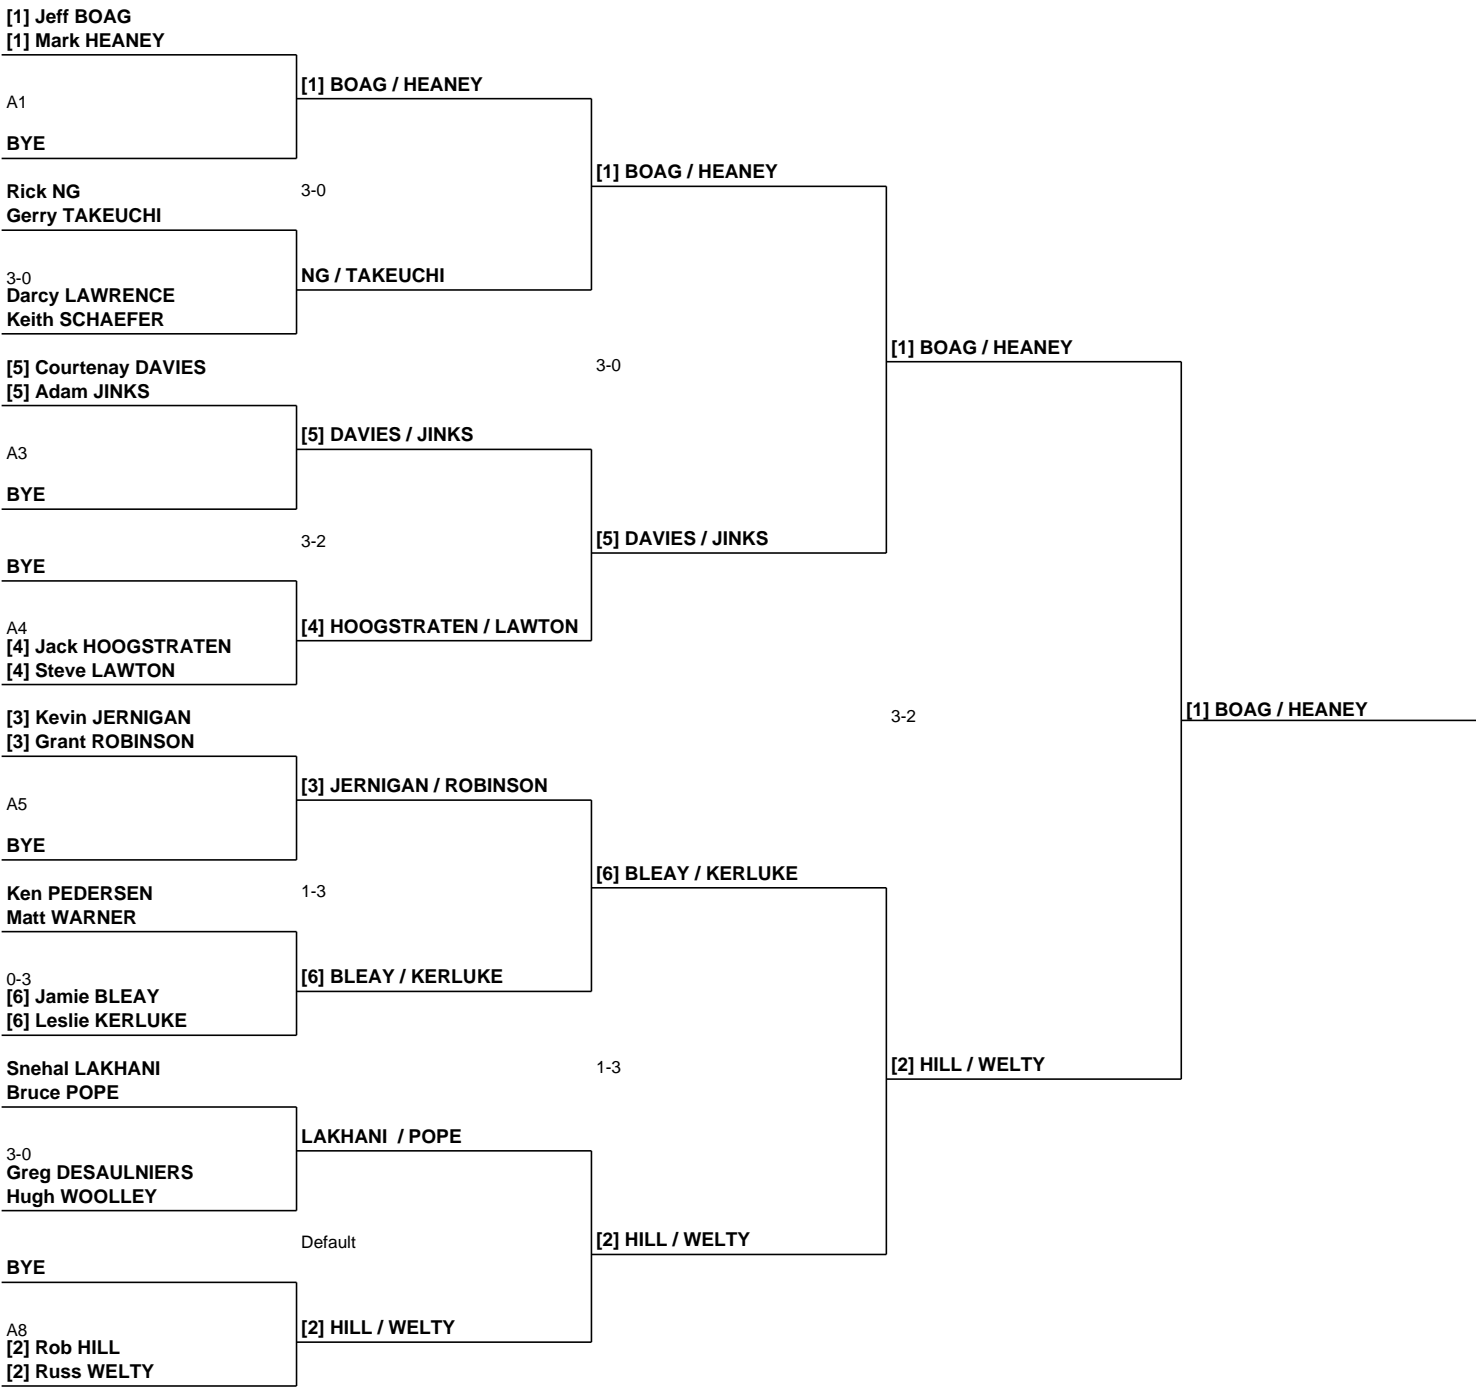 [1] Jeff BOAG
[1] Mark HEANEY
A1
BYE
Rick NG
Gerry TAKEUCHI
3-0
Darcy LAWRENCE
Keith SCHAEFER
[5] Courtenay DAVIES
[5] Adam JINKS
A3
BYE
BYE
A4
[4] Jack HOOGSTRATEN
[4] Steve LAWTON
[3] Kevin JERNIGAN
[3] Grant ROBINSON
A5
BYE
Ken PEDERSEN
Matt WARNER
0-3
[6] Jamie BLEAY
[6] Leslie KERLUKE
Snehal LAKHANI
Bruce POPE
3-0
Greg DESAULNIERS
Hugh WOOLLEY
BYE
A8
[2] Rob HILL
[2] Russ WELTY
[1] BOAG / HEANEY
3-0
NG / TAKEUCHI
[5] DAVIES / JINKS
3-2
[4] HOOGSTRATEN / LAWTON
[3] JERNIGAN / ROBINSON
1-3
[6] BLEAY / KERLUKE
LAKHANI  / POPE
Default
[2] HILL / WELTY
[1] BOAG / HEANEY
3-0
[5] DAVIES / JINKS
[6] BLEAY / KERLUKE
1-3
[2] HILL / WELTY
[1] BOAG / HEANEY
3-2
[2] HILL / WELTY
[1] BOAG / HEANEY